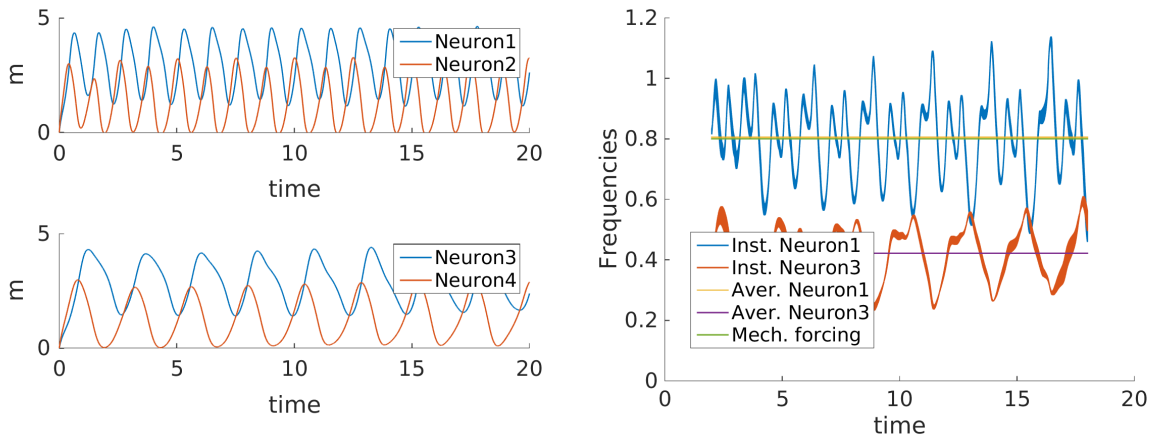 5
m
0
Neuron1
Neuron2
0 5 10 15 20
time
5
m
0
Neuron3
Neuron4
0 5 10 15 20
time
1.2
1
0.8
0.6
0.4
0.2
0
Frequencies
Inst. Neuron1
Inst. Neuron3
Aver. Neuron1
Aver. Neuron3
Mech. forcing
0 5 10 15 20
time